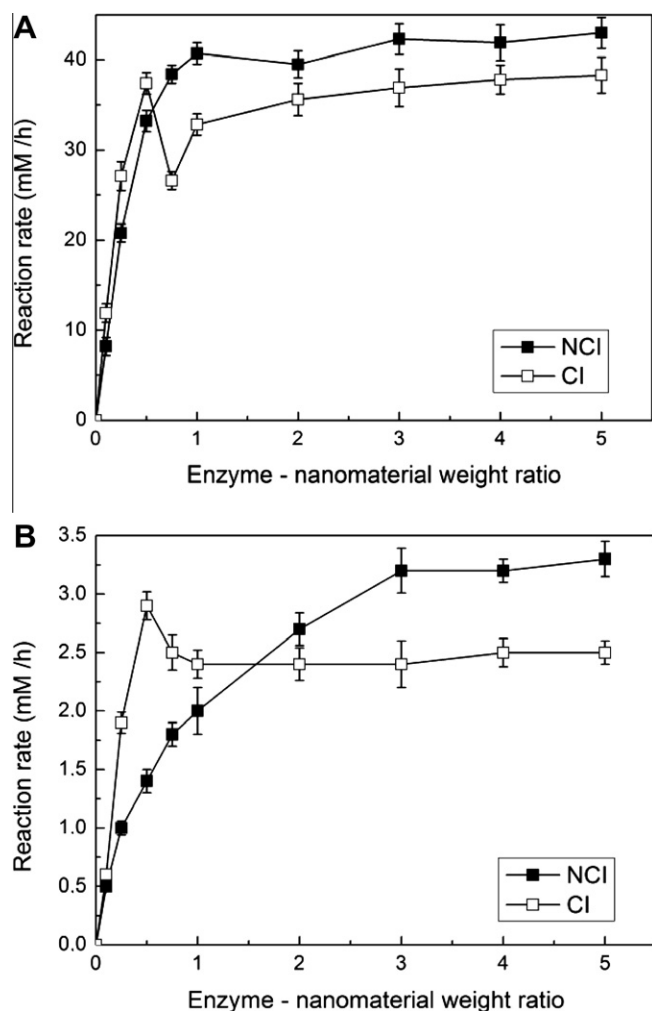 A
Reaction rate (mM /h)
40
30
20
10
0
0 1 2 3 4 5
NCI
CI
Enzyme - nanomaterial weight ratio
B
Reaction rate (mM /h)
3.5
3.0
2.5
2.0
1.5
1.0
0.5
0.0
0 1 2 3 4 5
NCI
CI
Enzyme - nanomaterial weight ratio